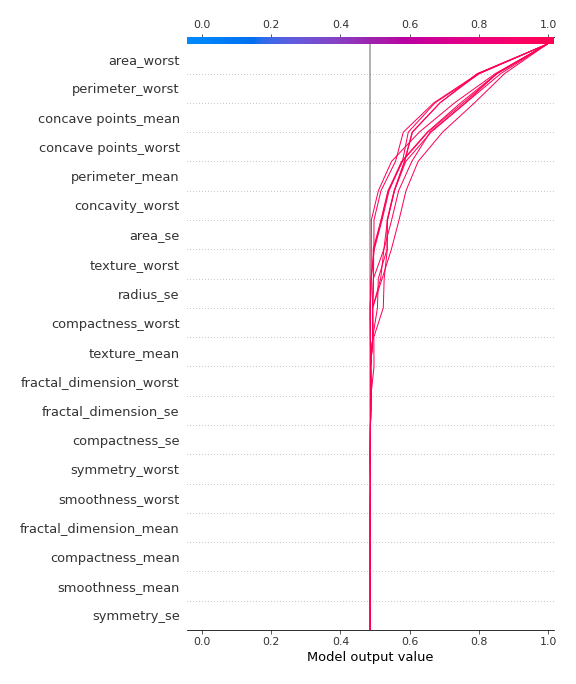 0.0 0.2 0.4 0.6 0.8 1.0
area_worst
perimeter_worst
concave points_mean
concave points_worst
perimeter_mean
concavity_worst
area_se
texture_worst
radius_se
compactness_worst
texture_mean
fractal_dimension_worst
fractal_dimension_se
compactness_se
symmetry_worst
smoothness_worst
fractal_dimension_mean
compactness_mean
smoothness_mean
symmetry_se
0.0 0.2 0.4 0.6 0.8 1.0
Model output value